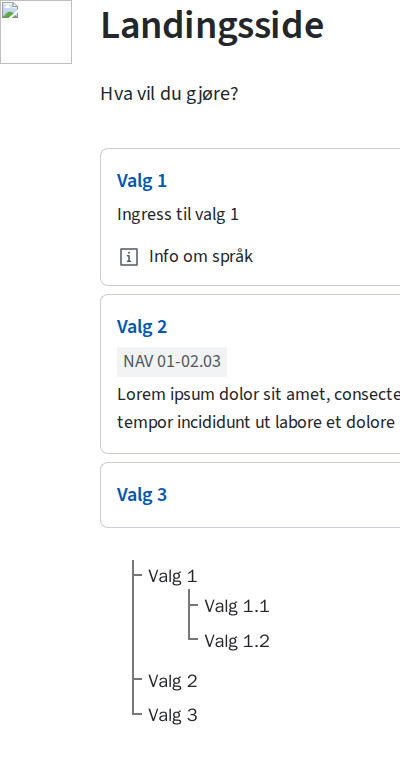 Landingsside
Hva vil du gjøre?
Valg 1
Ingress til valg 1
Info om språk
Valg 2
NAV 01-02.03
Lorem ipsum dolor sit amet,
tempor incididunt ut labore et dolore
Valg 3
Valg 1
Valg 1.1
Valg 1.2
Valg 2
Valg 3